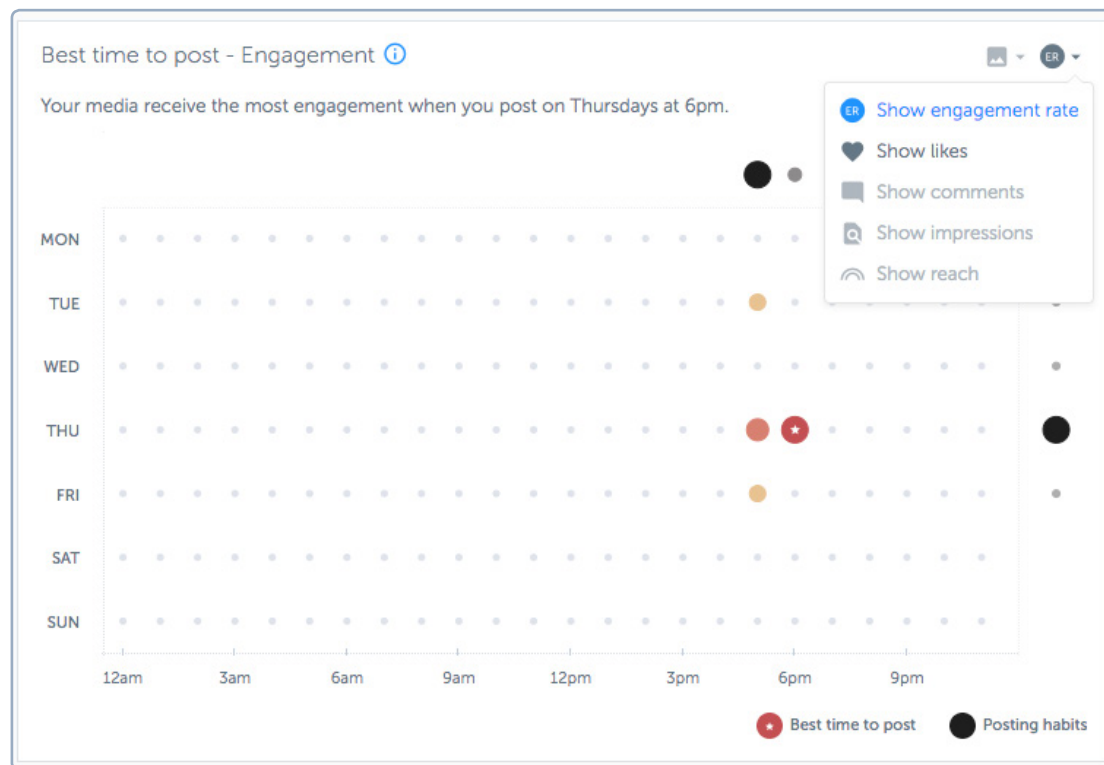 Best time to post - Engagement
ER
Your media receive the most engagement when you post on Thursdays at 6pm.
ER Show engagement rate
Show likes
Show comments
Show impressions
Show reach
MON
TUE
WED
THU
FRI
SAT
SUN
12am 3am 6am 9am 12pm 3pm 6pm 9pm
Best time to post Posting habits